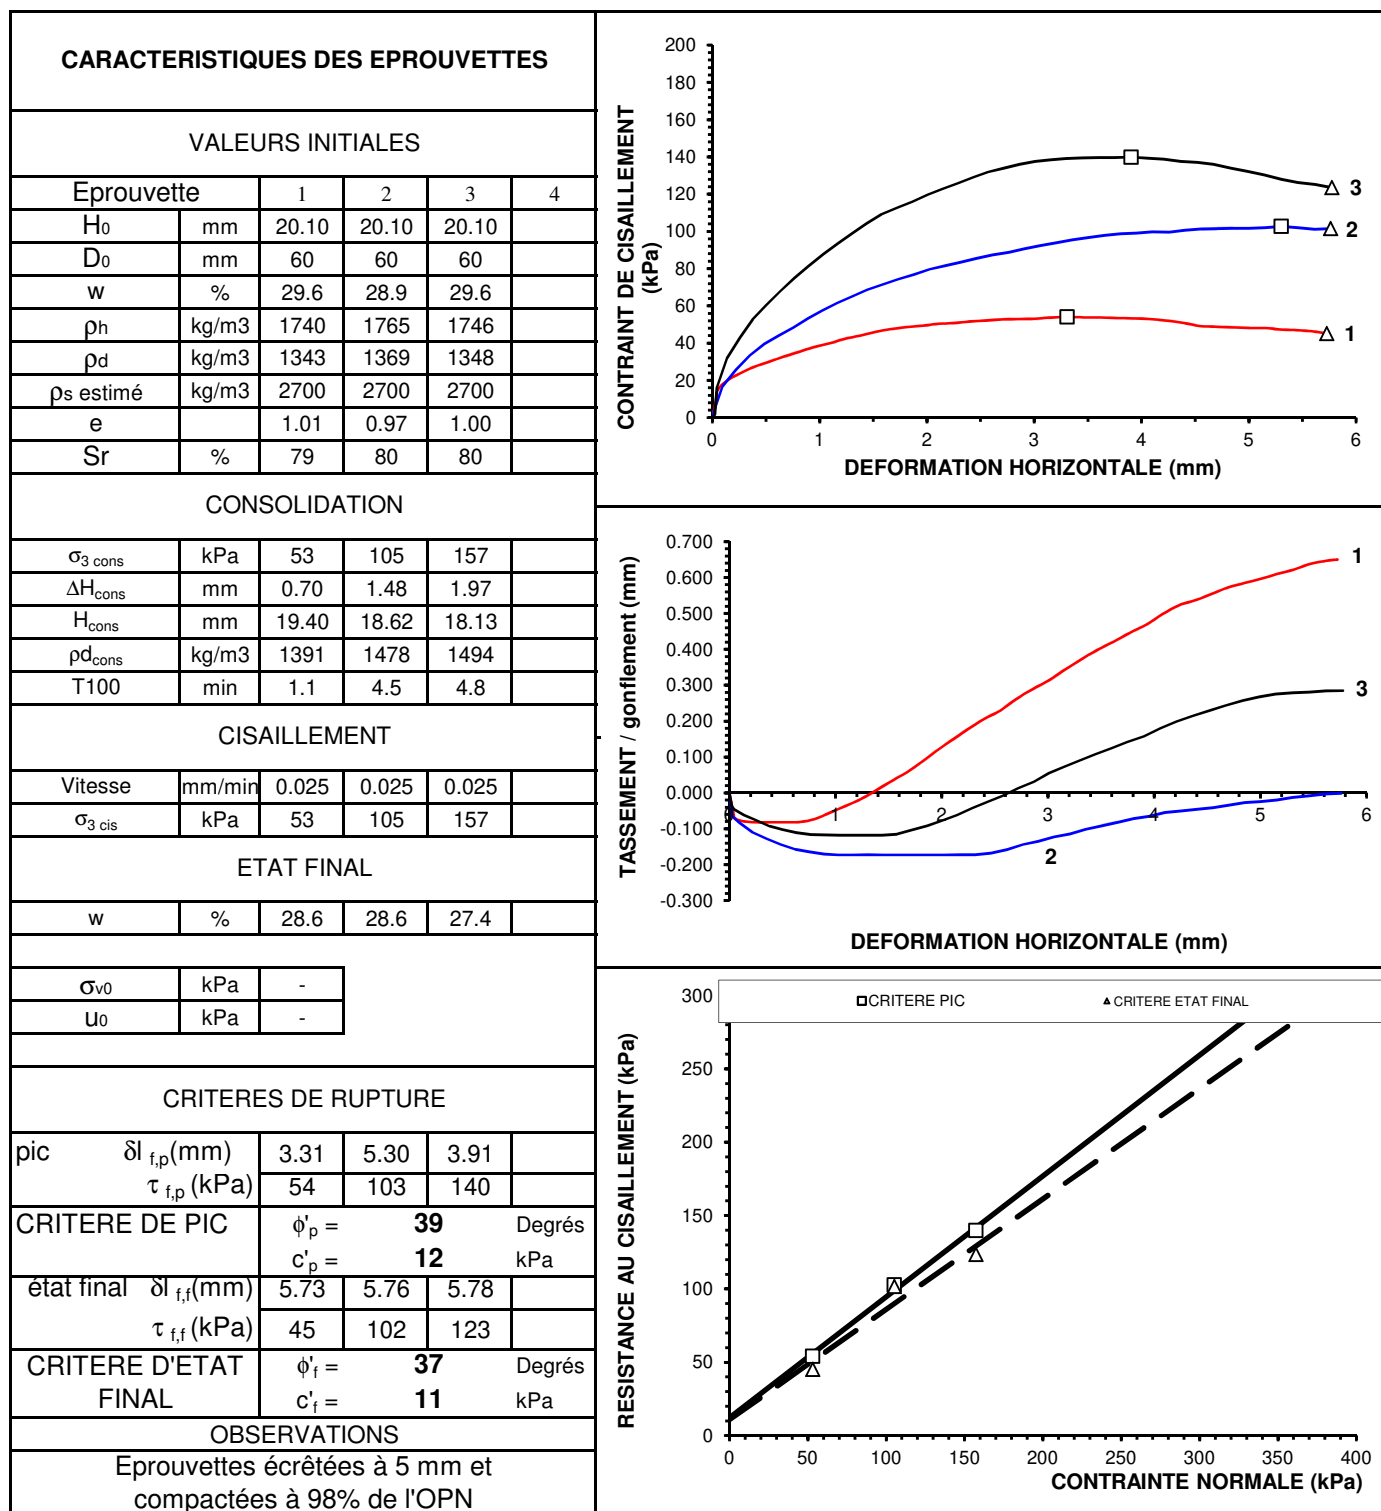 CARACTERISTIQUES DES EPROUVETTES
VALEURS INITIALES
Eprouvette 1 2 3 4
H0 mm 20.10 20.10 20.10
D0 mm 60 60 60
w % 29.6 28.9 29.6
ρh kg/m3 1740 1765 1746
ρd kg/m3 1343 1369 1348
ρs estimé kg/m3 2700 2700 2700
e 1.01 0.97 1.00
Sr % 79 80 80
CONSOLIDATION
σ3 cons kPa 53 105 157
ΔHcons mm 0.70 1.48 1.97
Hcons mm 19.40 18.62 18.13
ρdcons kg/m3 1391 1478 1494
T100 min 1.1 4.5 4.8
CISAILLEMENT
Vitesse mm/min 0.025 0.025 0.025
σ3 cis kPa 53 105 157
ETAT FINAL
w % 28.6 28.6 27.4
σv0 kPa -
u0 kPa -
CRITERES DE RUPTURE
pic δl f,p(mm) 3.31 5.30 3.91
τ f,p (kPa) 54 103 140
CRITERE DE PIC ϕ'p = 39 Degrés
c'p = 12 kPa
état final δl f,f(mm) 5.73 5.76 5.78
τ f,f (kPa) 45 102 123
CRITERE D'ETAT FINAL ϕ'f = 37 Degrés
c'f = 11 kPa
OBSERVATIONS
Eprouvettes écrêtées à 5 mm et
compactées à 98% de l'OPN
CONTRAINT DE CISAILLEMENT
(kPa)
200
180
160
140
120
100
80
60
40
20
0
3
2
1
0 1 2 3 4 5 6
DEFORMATION HORIZONTALE (mm)
TASSEMENT / gonflement (mm)
0.700
0.600
0.500
0.400
0.300
0.200
0.100
0.000
-0.100
-0.200
-0.300
1
3
2
0 1 2 3 4 5 6
DEFORMATION HORIZONTALE (mm)
RESISTANCE AU CISAILLEMENT (kPa)
CRITERE PIC CRITERE ETAT FINAL
300
250
200
150
100
50
0
0 50 100 150 200 250 300 350 400
CONTRAINTE NORMALE (kPa)